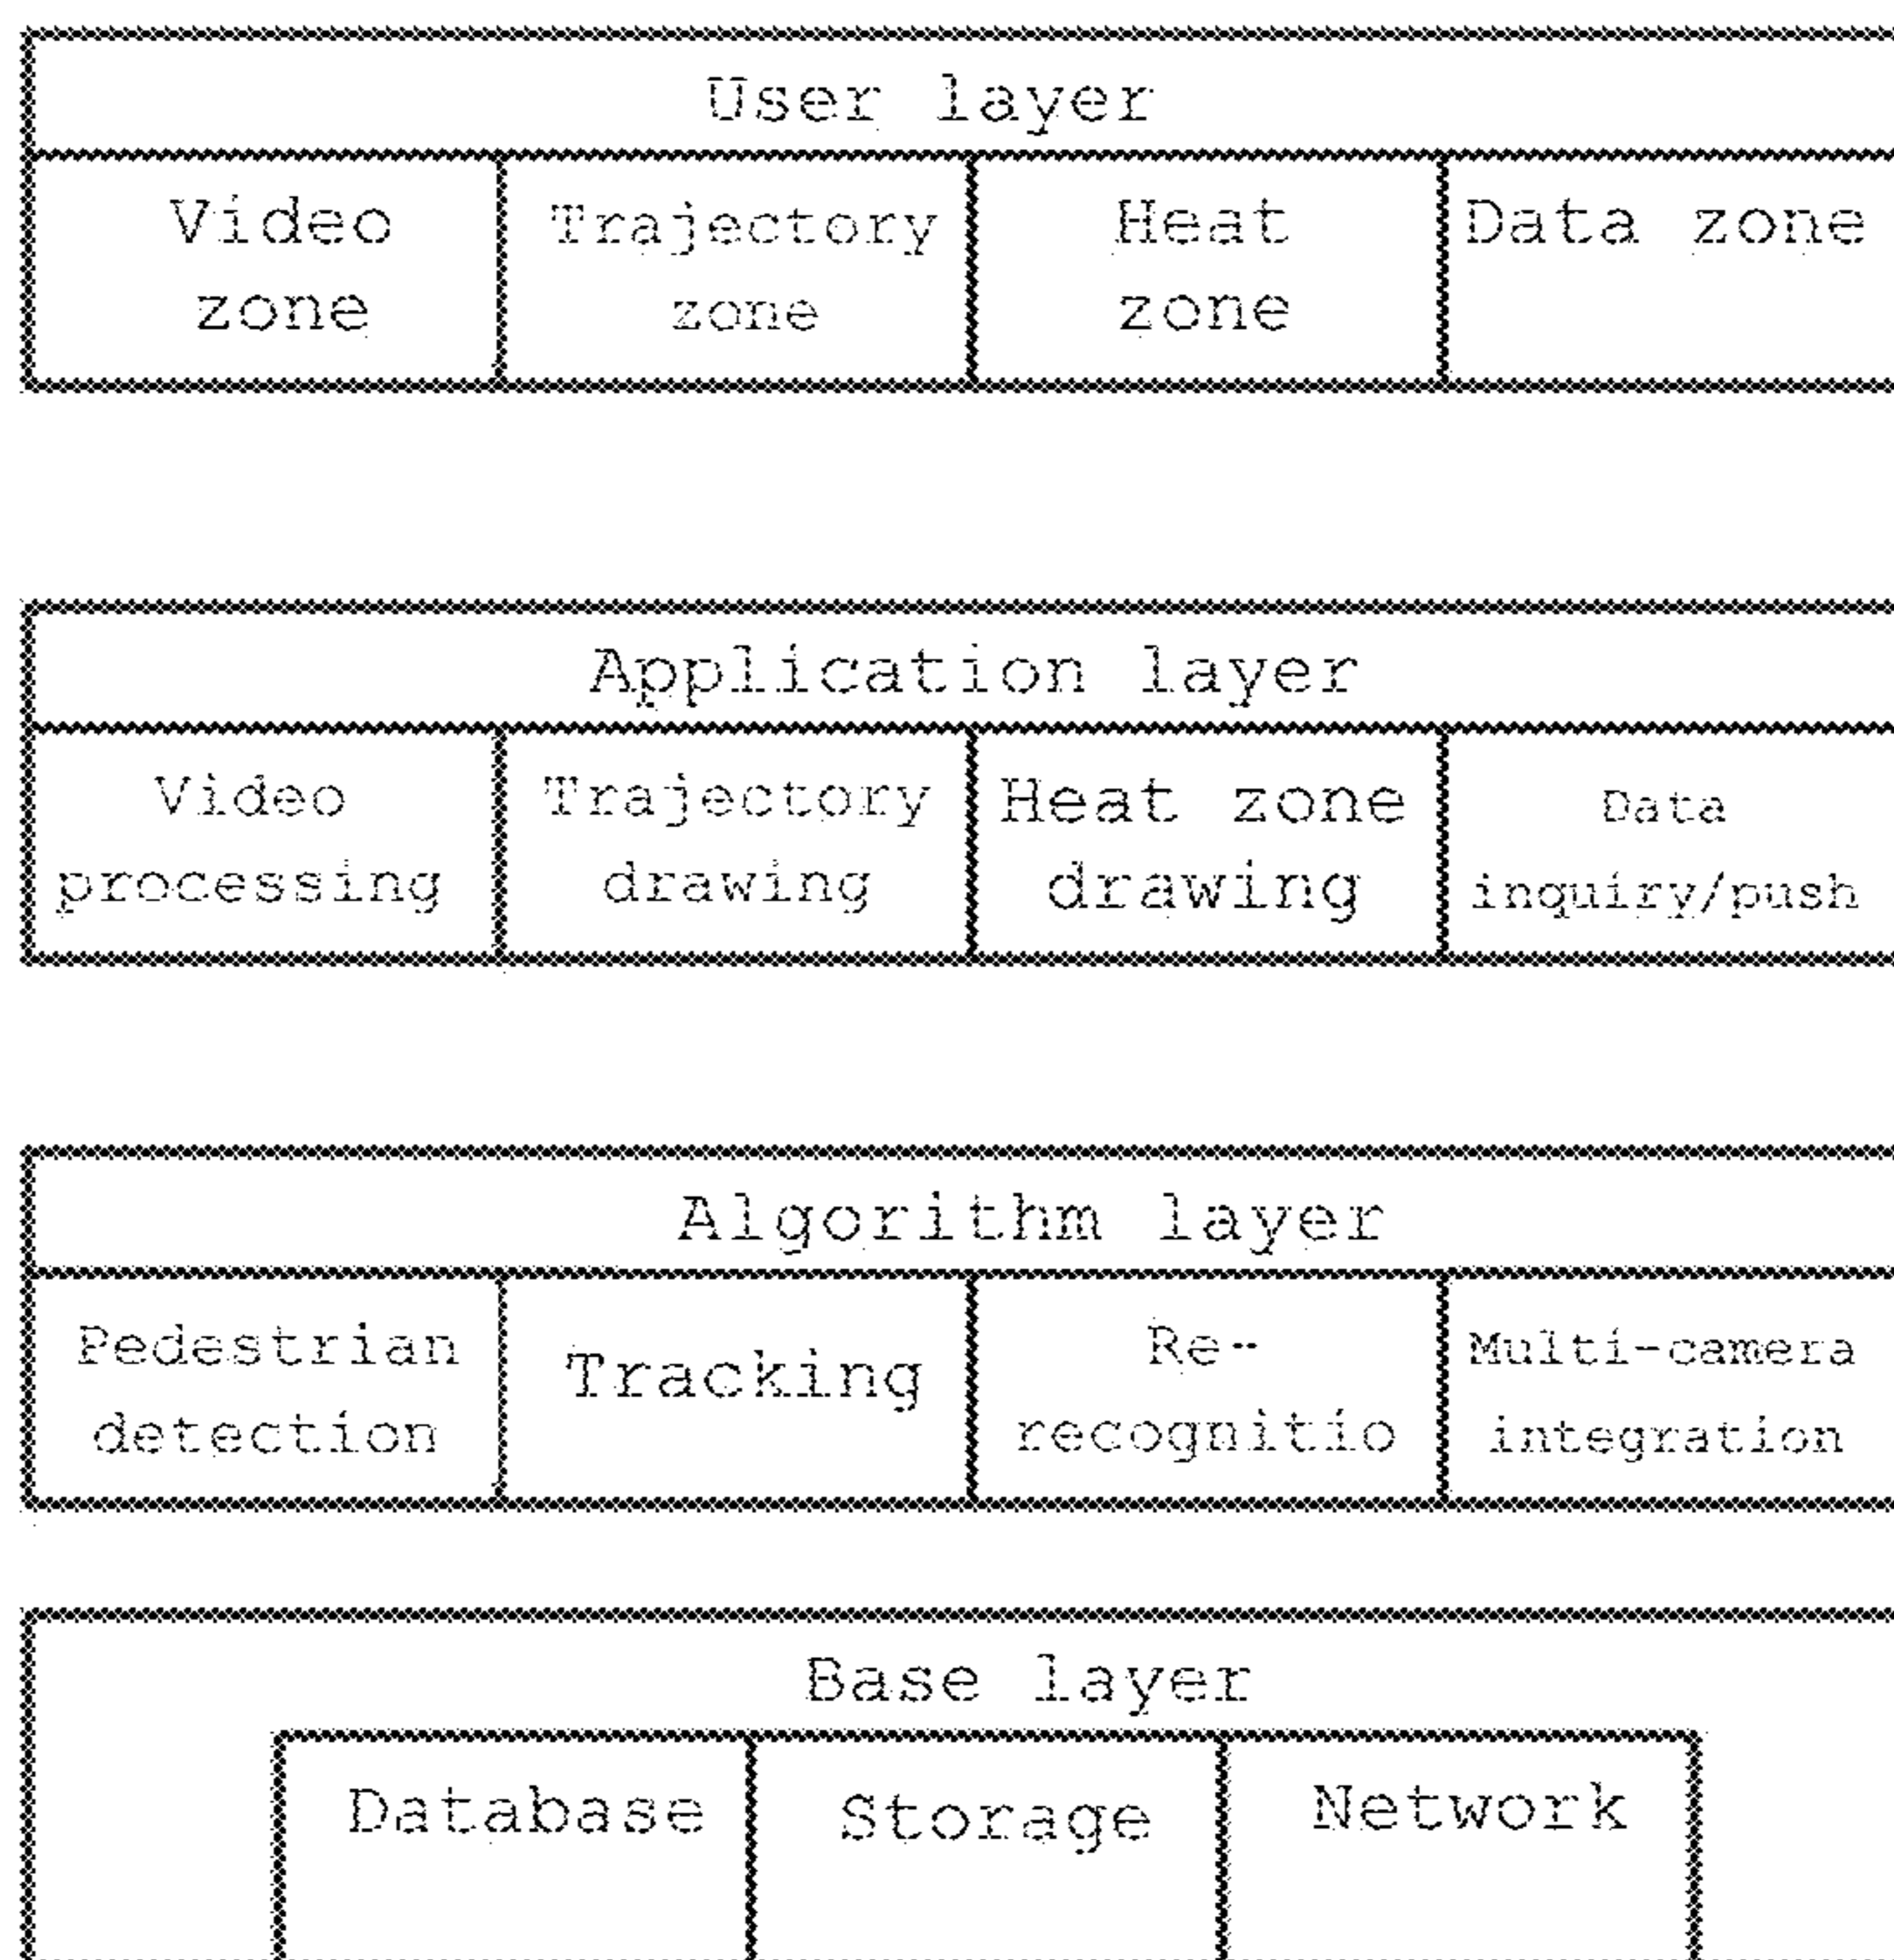 User layer
Video
zone
Trajectory
zone
Heat
zone
Data zone
Application layer
Video
processing
Trajectory
drawing
Heat zone
drawing
Data
inquiry/push
Algorithm layer
Pedestrian
detection
Tracking
Re-
recognitio
Multi-camera
integration
Base layer
Database
Storage
Network